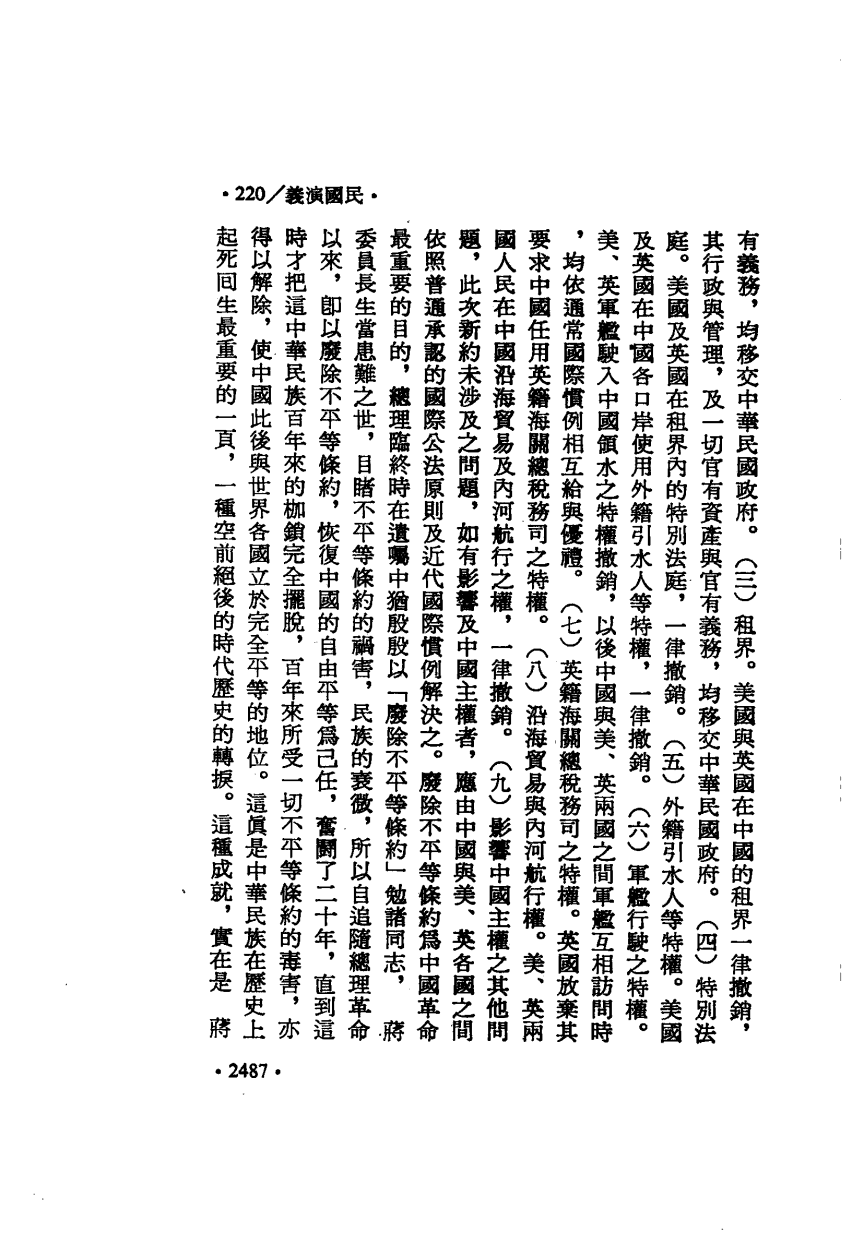 ·220/義演國民·
有義務，均移交中華民國政府。（三）租界。美國與英國在中國的租界一律撤銷，
其行政與管理，及一切官有資產與官有義務，均移交中華民國政府。（四）特別法
庭。美國及英國在租界內的特別法庭，一律撤銷。（五）外籍引水人等特權。美國
及英國在中國各口岸使用外籍引水人等特權，一律撤銷。（六）軍艦行駛之特權。
美、英軍艦駛入中國領水之特權撤銷，以後中國與美、英兩國之間軍艦互相訪問時
，均依通常國際慣例相互給與優禮。（七）英籍海關總稅務司之特權。英國放棄其
要求中國任用英籍海關總稅務司之特權。（八）沿海貿易與內河航行權。美、英兩
國人民在中國沿海貿易及內河航行之權，一律撤銷。（九）影響中國主權之其他問
題，此次新約未涉及之問題，如有影響及中國主權者，應由中國與美、英各國之間
依照普通承認的國際公法原則及近代國際慣例解決之。廢除不平等條約爲中國革命
最重要的目的，總理臨終時在遺囑中猶殷殷以「廢除不平等條約」勉諸同志，　蔣
委員長生當患難之世，目睹不平等條約的禍害，民族的衰微，所以自追隨總理革命
以來，卽以廢除不平等條約，恢復中國的自由平等爲己任，奮鬭了二十年，直到這
時才把這中華民族百年來的枷鎖完全擺脫，百年來所受一切不平等條約的毒害，亦
得以解除，使中國此後與世界各國立於完全平等的地位。這眞是中華民族在歷史上
起死回生最重要的一頁，一種空前絕後的時代歷史的轉捩。這種成就，實在是　蔣
·2487·